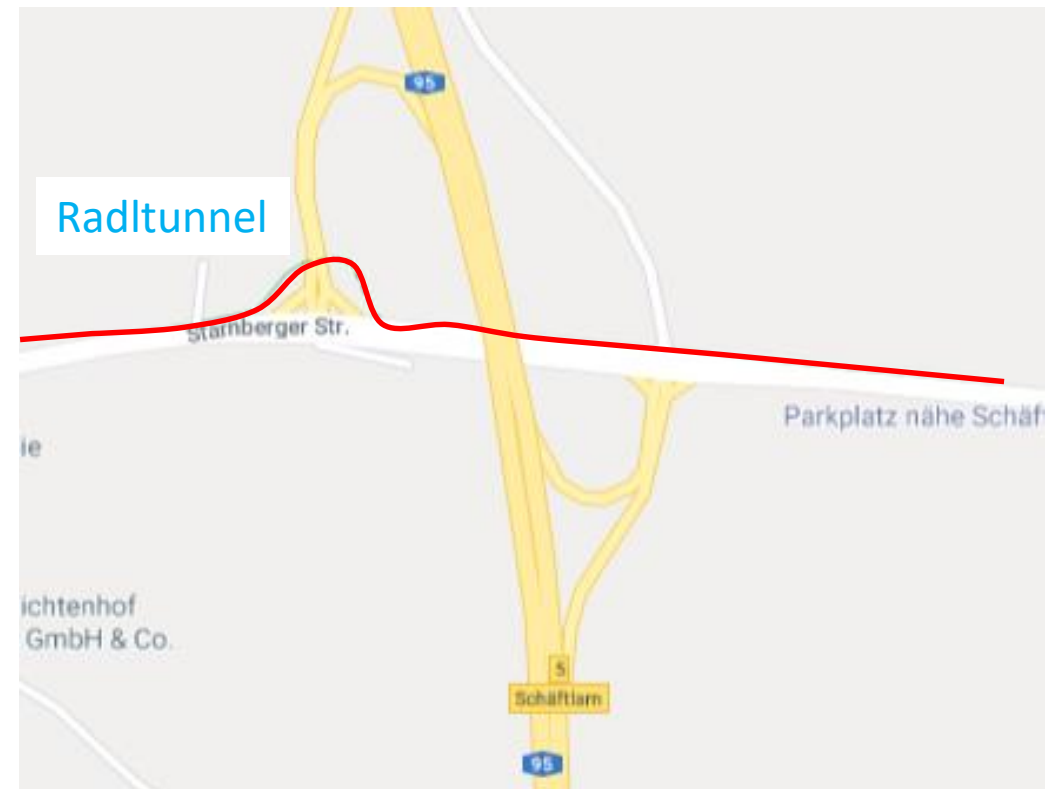 95
Radltunnel
Starnberger Str.
Parkplatz nähe Schäf
ie
ichtenhof
GmbH & Co.
5
Schäftlarn
95